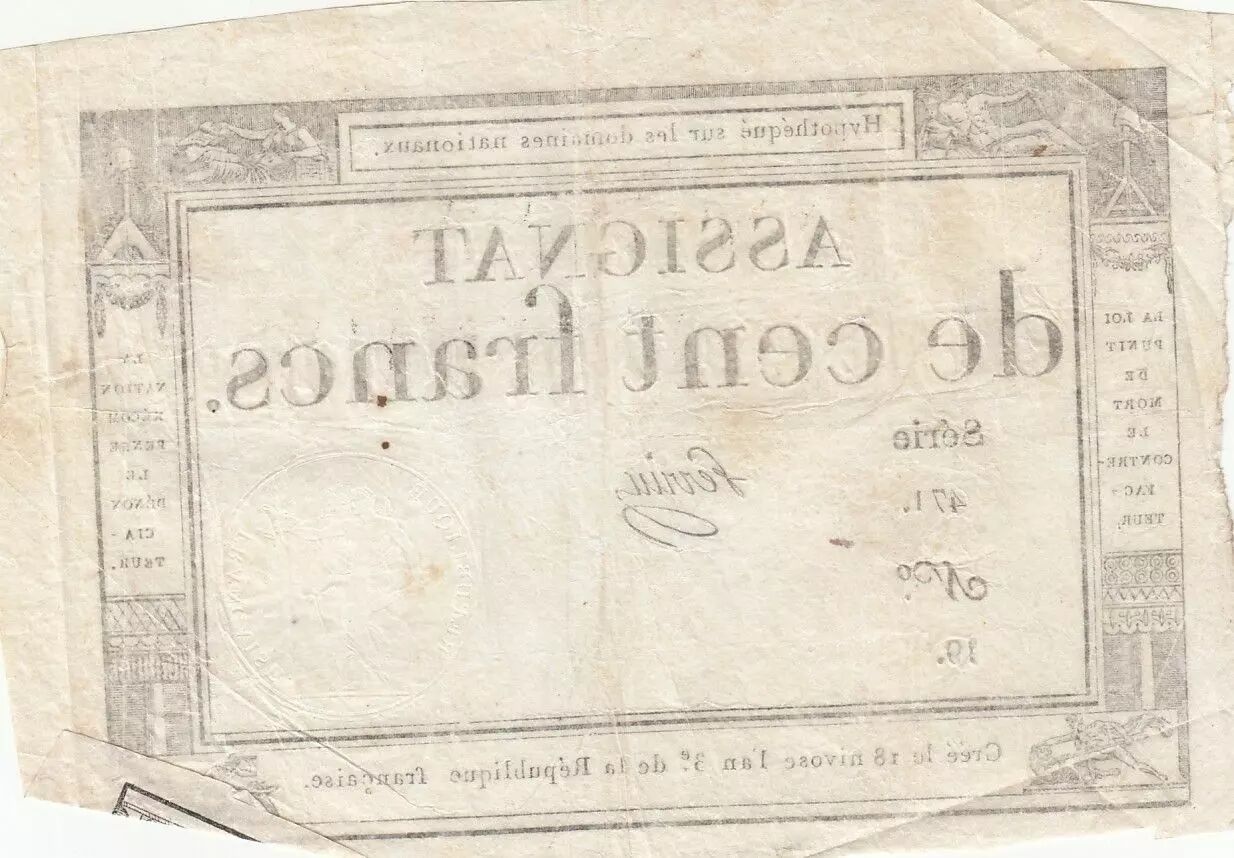 Hypothéqué sur les domaines nationaux.
ASSIGNAT
de cent francs.
Série
471.
N.º
19.
LA LOI
PUNIT
DE
MORT
LE
CONTRE-
FAC-
TEUR,
LA
NATION
RÉCOM
PENSE
LE
DÉNON-
CIA-
TEUR.
Créé le 18 nivose l'an 3.e de la République française.